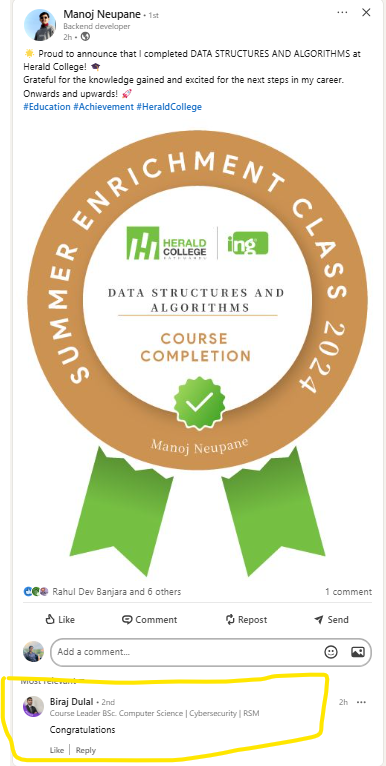 Manoj Neupane • 1st
Backend developer
2h •
☀️ Proud to announce that I completed DATA STRUCTURES AND ALGORITHMS at
Herald College! 🎓
Grateful for the knowledge gained and excited for the next steps in my career.
Onwards and upwards! 🚀
#Education #Achievement #HeraldCollege
SUMMER ENRICHMENT CLASS 2024
HERALD
COLLEGE
KATHMANDU
ing
DATA STRUCTURES AND
ALGORITHMS
COURSE
COMPLETION
Manoj Neupane
Rahul Dev Banjara and 6 others
1 comment
Like
Comment
Repost
Send
Add a comment...
Most relevant
Biraj Dulal • 2nd
2h
Course Leader BSc. Computer Science | Cybersecurity | RSM
Congratulations
Like | Reply